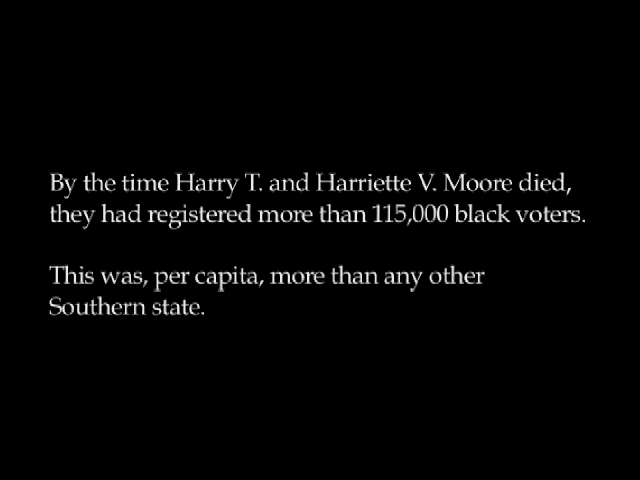 By the time Harry T. and Harriette V. Moore died,
they had registered more than 115,000 black voters.
This was, per capita, more than any other
Southern state.